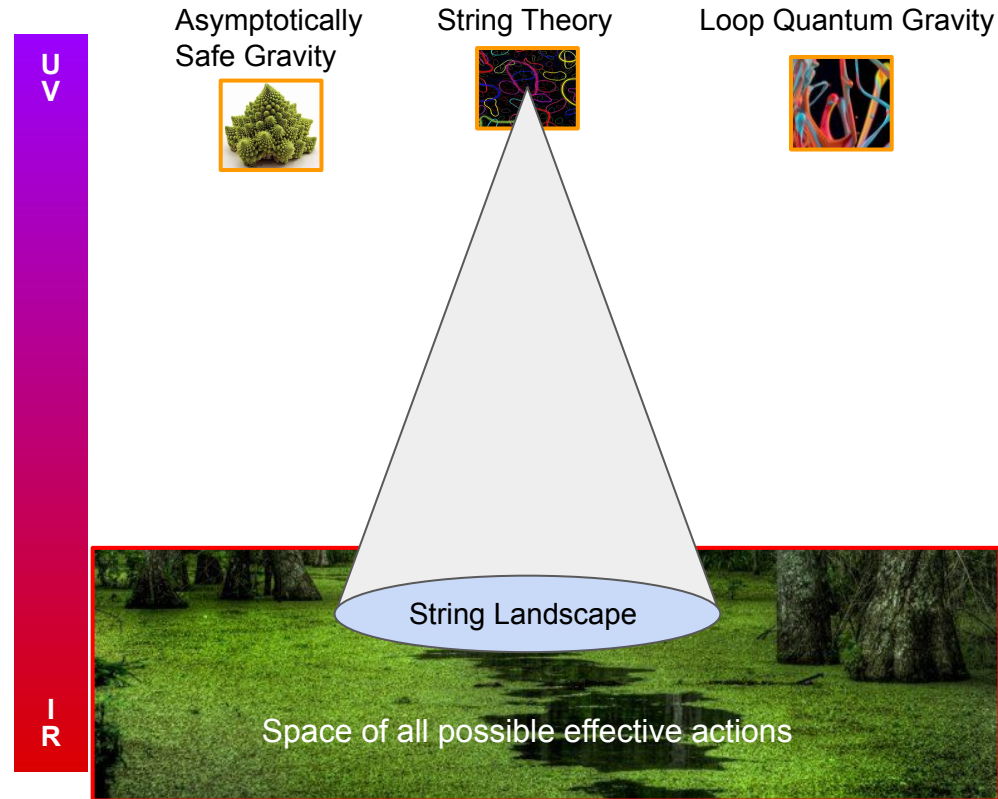 Asymptotically
Safe Gravity
String Theory
Loop Quantum Gravity
U
V
String Landscape
Space of all possible effective actions
I
R